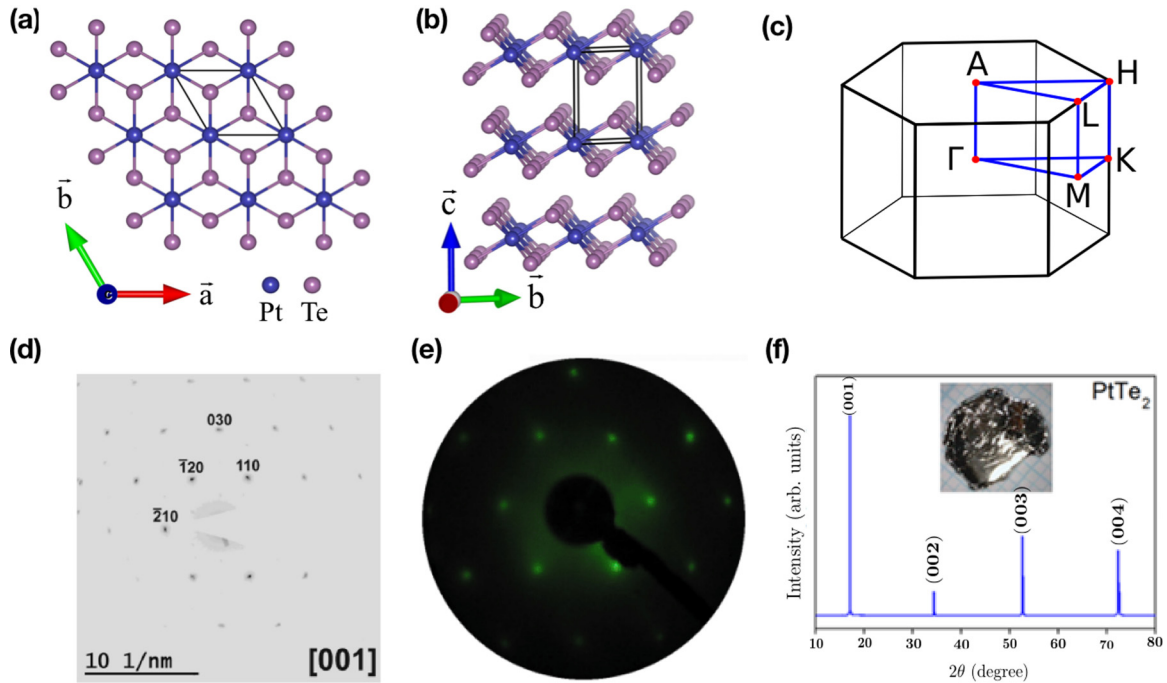 (a)
b⃗
a⃗
c
Pt Te
(b)
c⃗
b⃗
(c)
A
H
L
Γ
K
M
(d)
030
1̅20 110
2̅10
10 1/nm
[001]
(e)
(f)
PtTe₂
(001)
(002)
(003)
(004)
Intensity (arb. units)
10 20 30 40 50 60 70 80
2θ (degree)